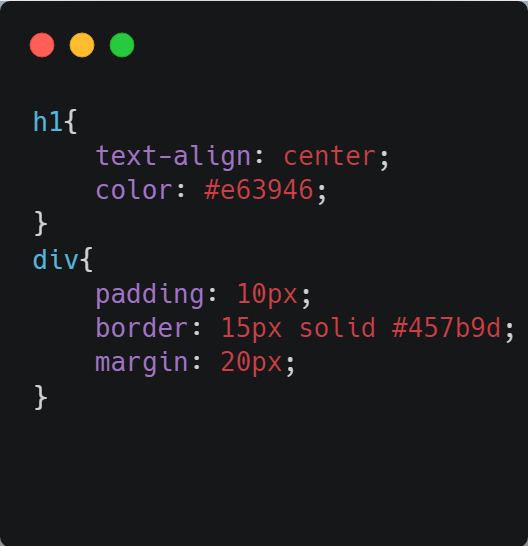 h1{
    text-align: center;
    color: #e63946;
}
div{
    padding: 10px;
    border: 15px solid #457b9d;
    margin: 20px;
}